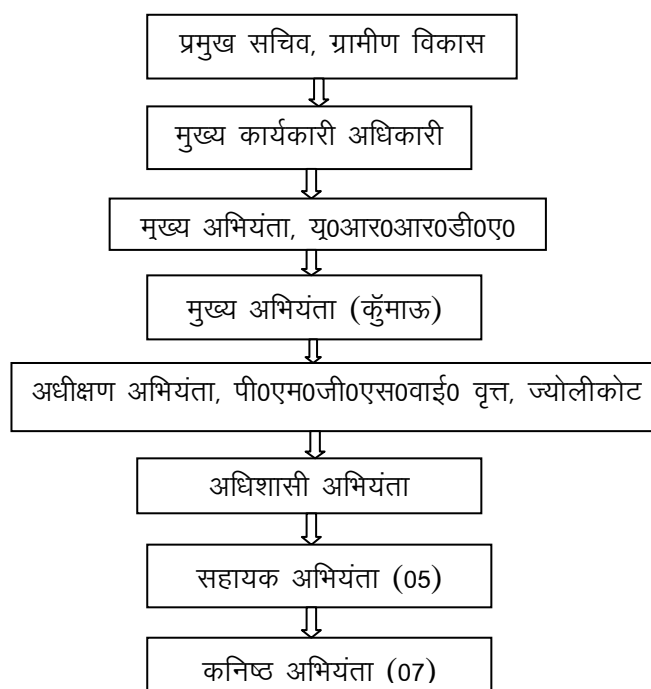 प्रमुख सचिव, ग्रामीण विकास
मुख्य कार्यकारी अधिकारी
मुख्य अभियंता, यू0आर0आर0डी0ए0
मुख्य अभियंता (कुॅमाऊ)
अधीक्षण अभियंता, पी0एम0जी0एस0वाई0 वृत्त, ज्योलीकोट
अधिशासी अभियंता
सहायक अभियंता (05)
कनिष्ठ अभियंता (07)